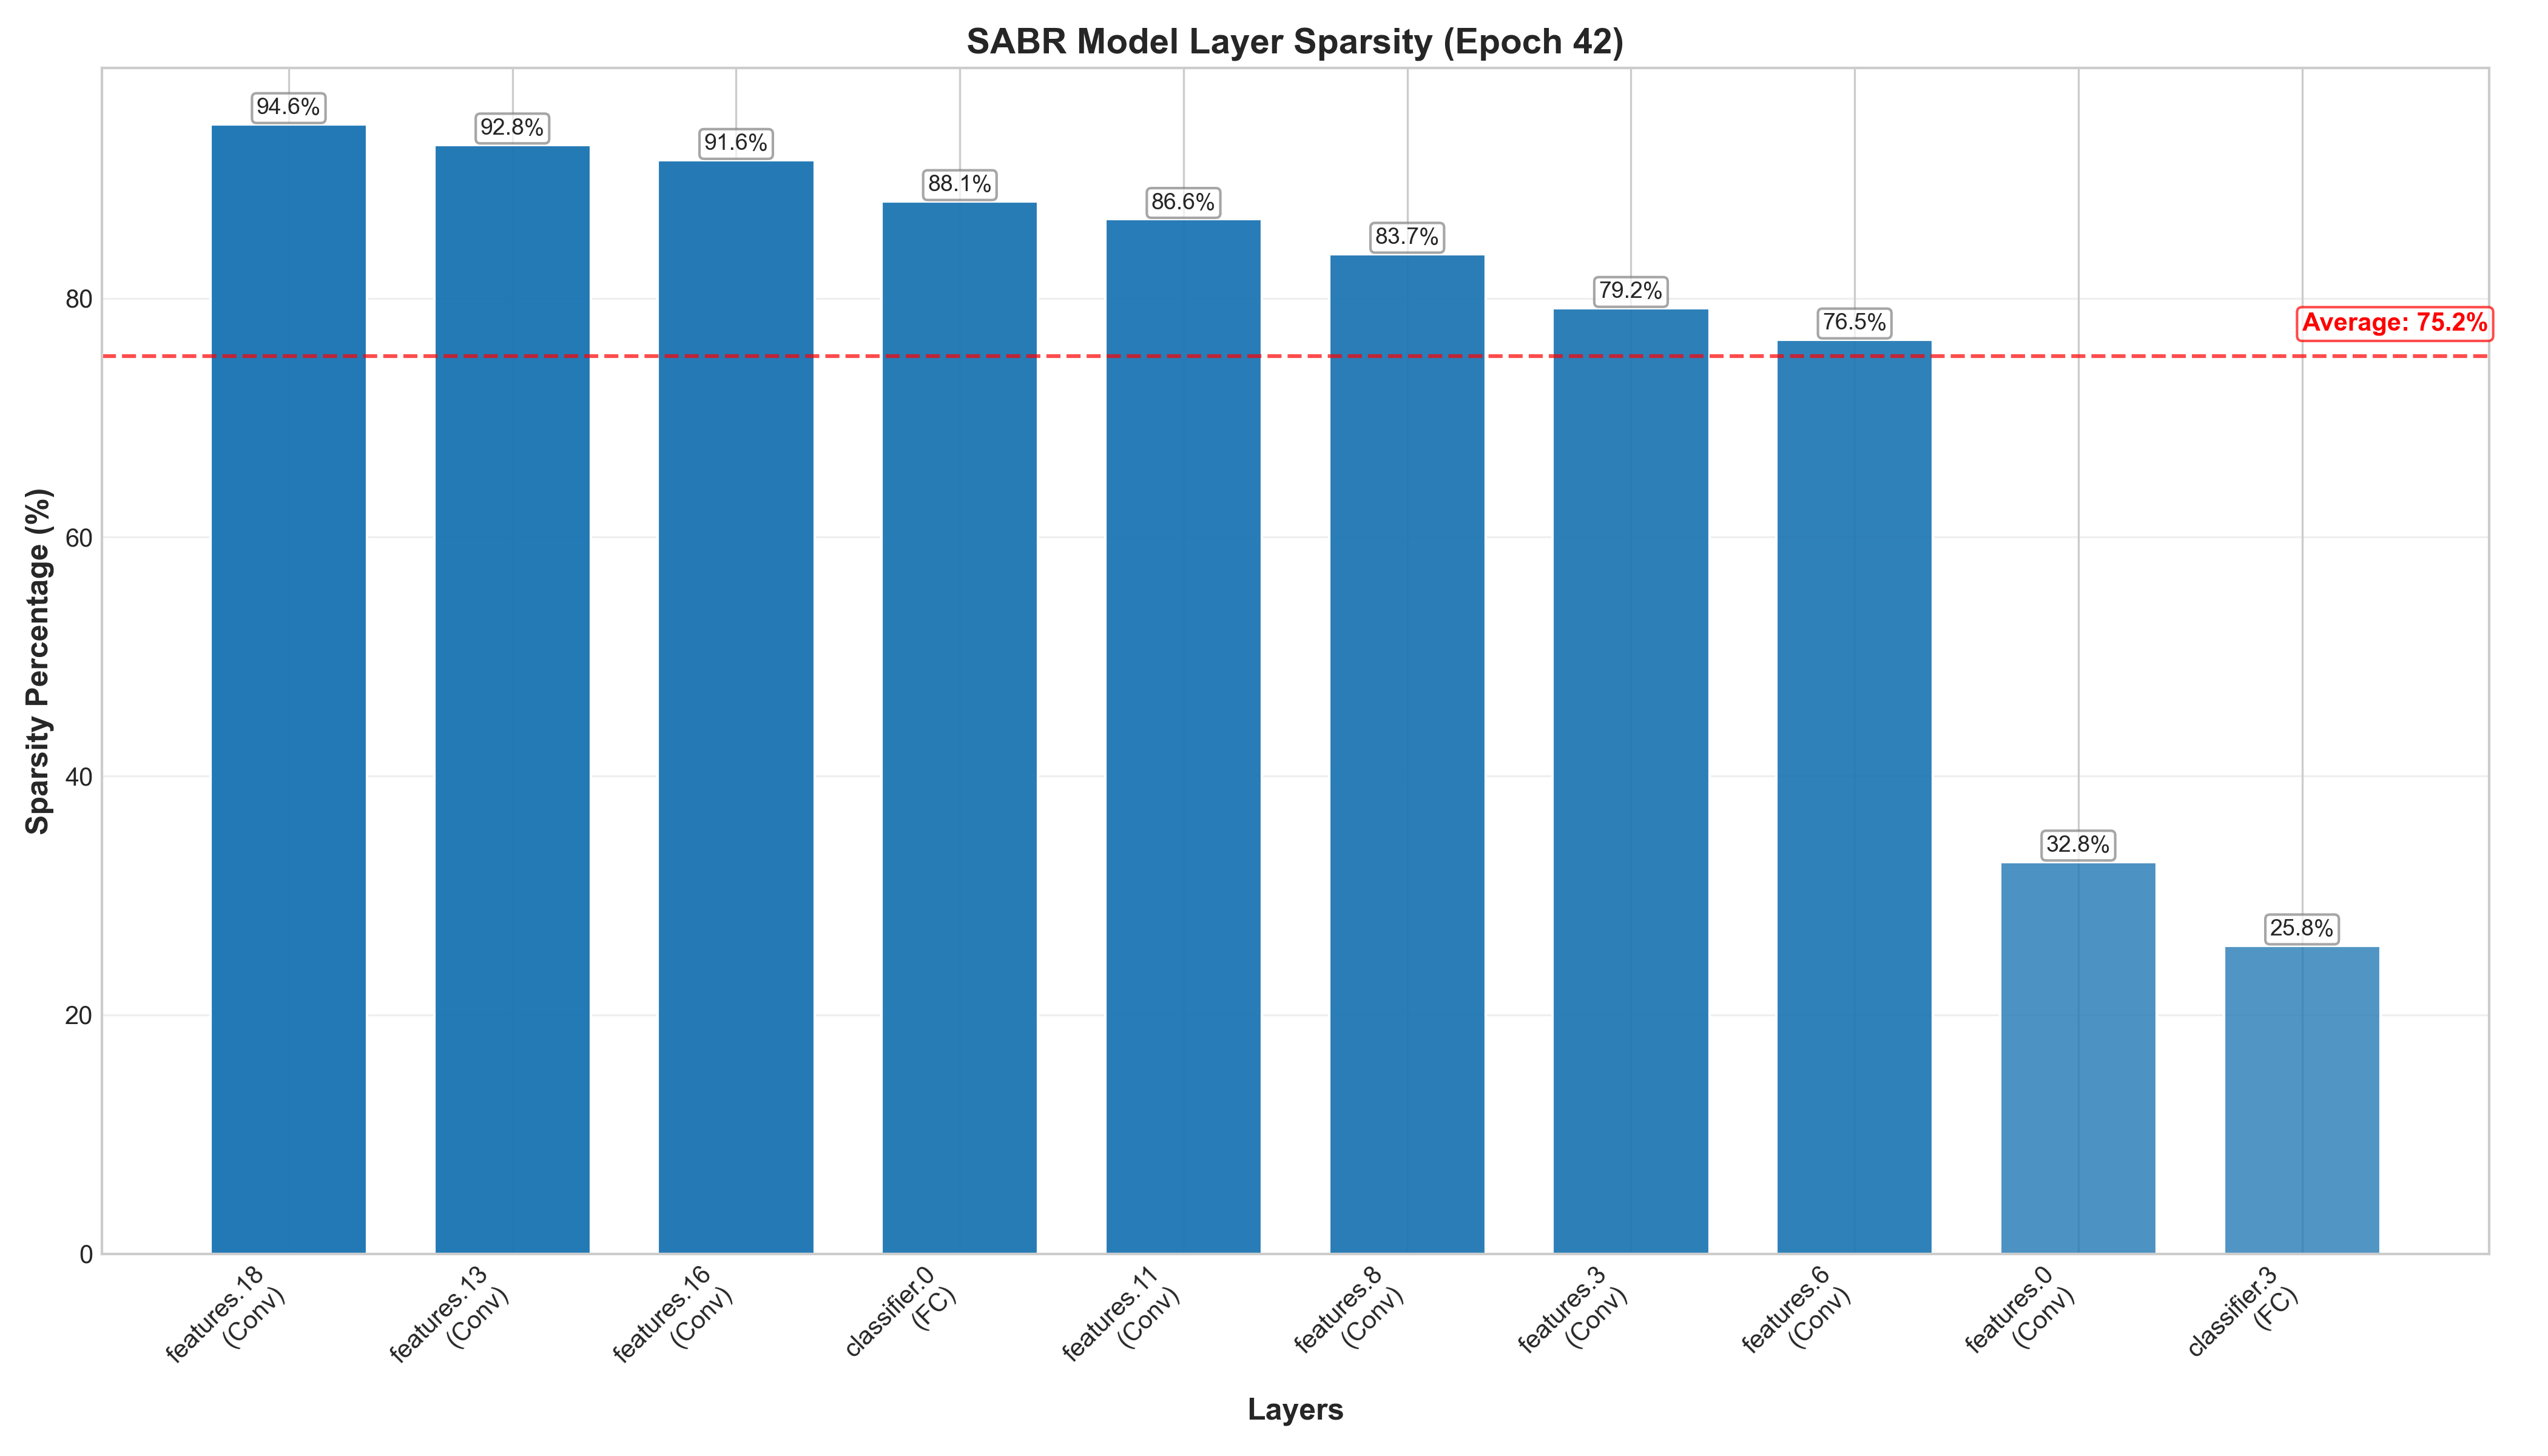 SABR Model Layer Sparsity (Epoch 42)
94.6%
92.8%
91.6%
88.1%
86.6%
83.7%
79.2%
76.5%
32.8%
25.8%
Average: 75.2%
Sparsity Percentage (%)
80
60
40
20
0
features.18
(Conv)
features.13
(Conv)
features.16
(Conv)
classifier.0
(FC)
features.11
(Conv)
features.8
(Conv)
features.3
(Conv)
features.6
(Conv)
features.0
(Conv)
classifier.3
(FC)
Layers